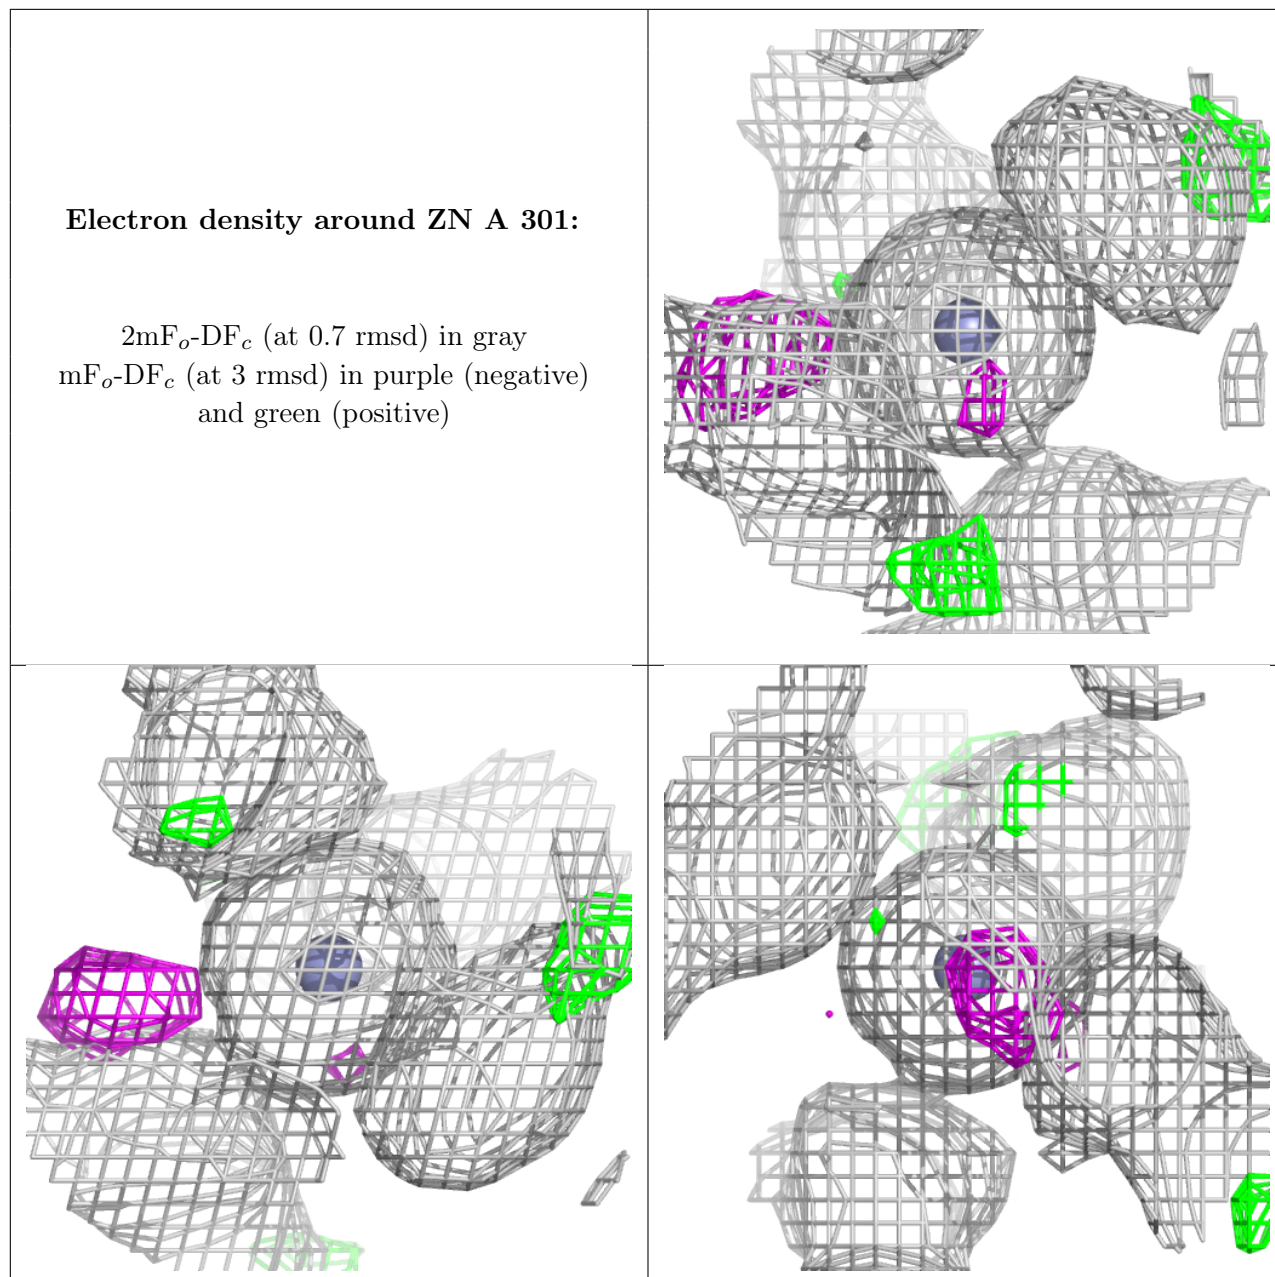 Electron density around ZN A 301:
2mFo-DFc (at 0.7 rmsd) in gray
mFo-DFc (at 3 rmsd) in purple (negative)
and green (positive)